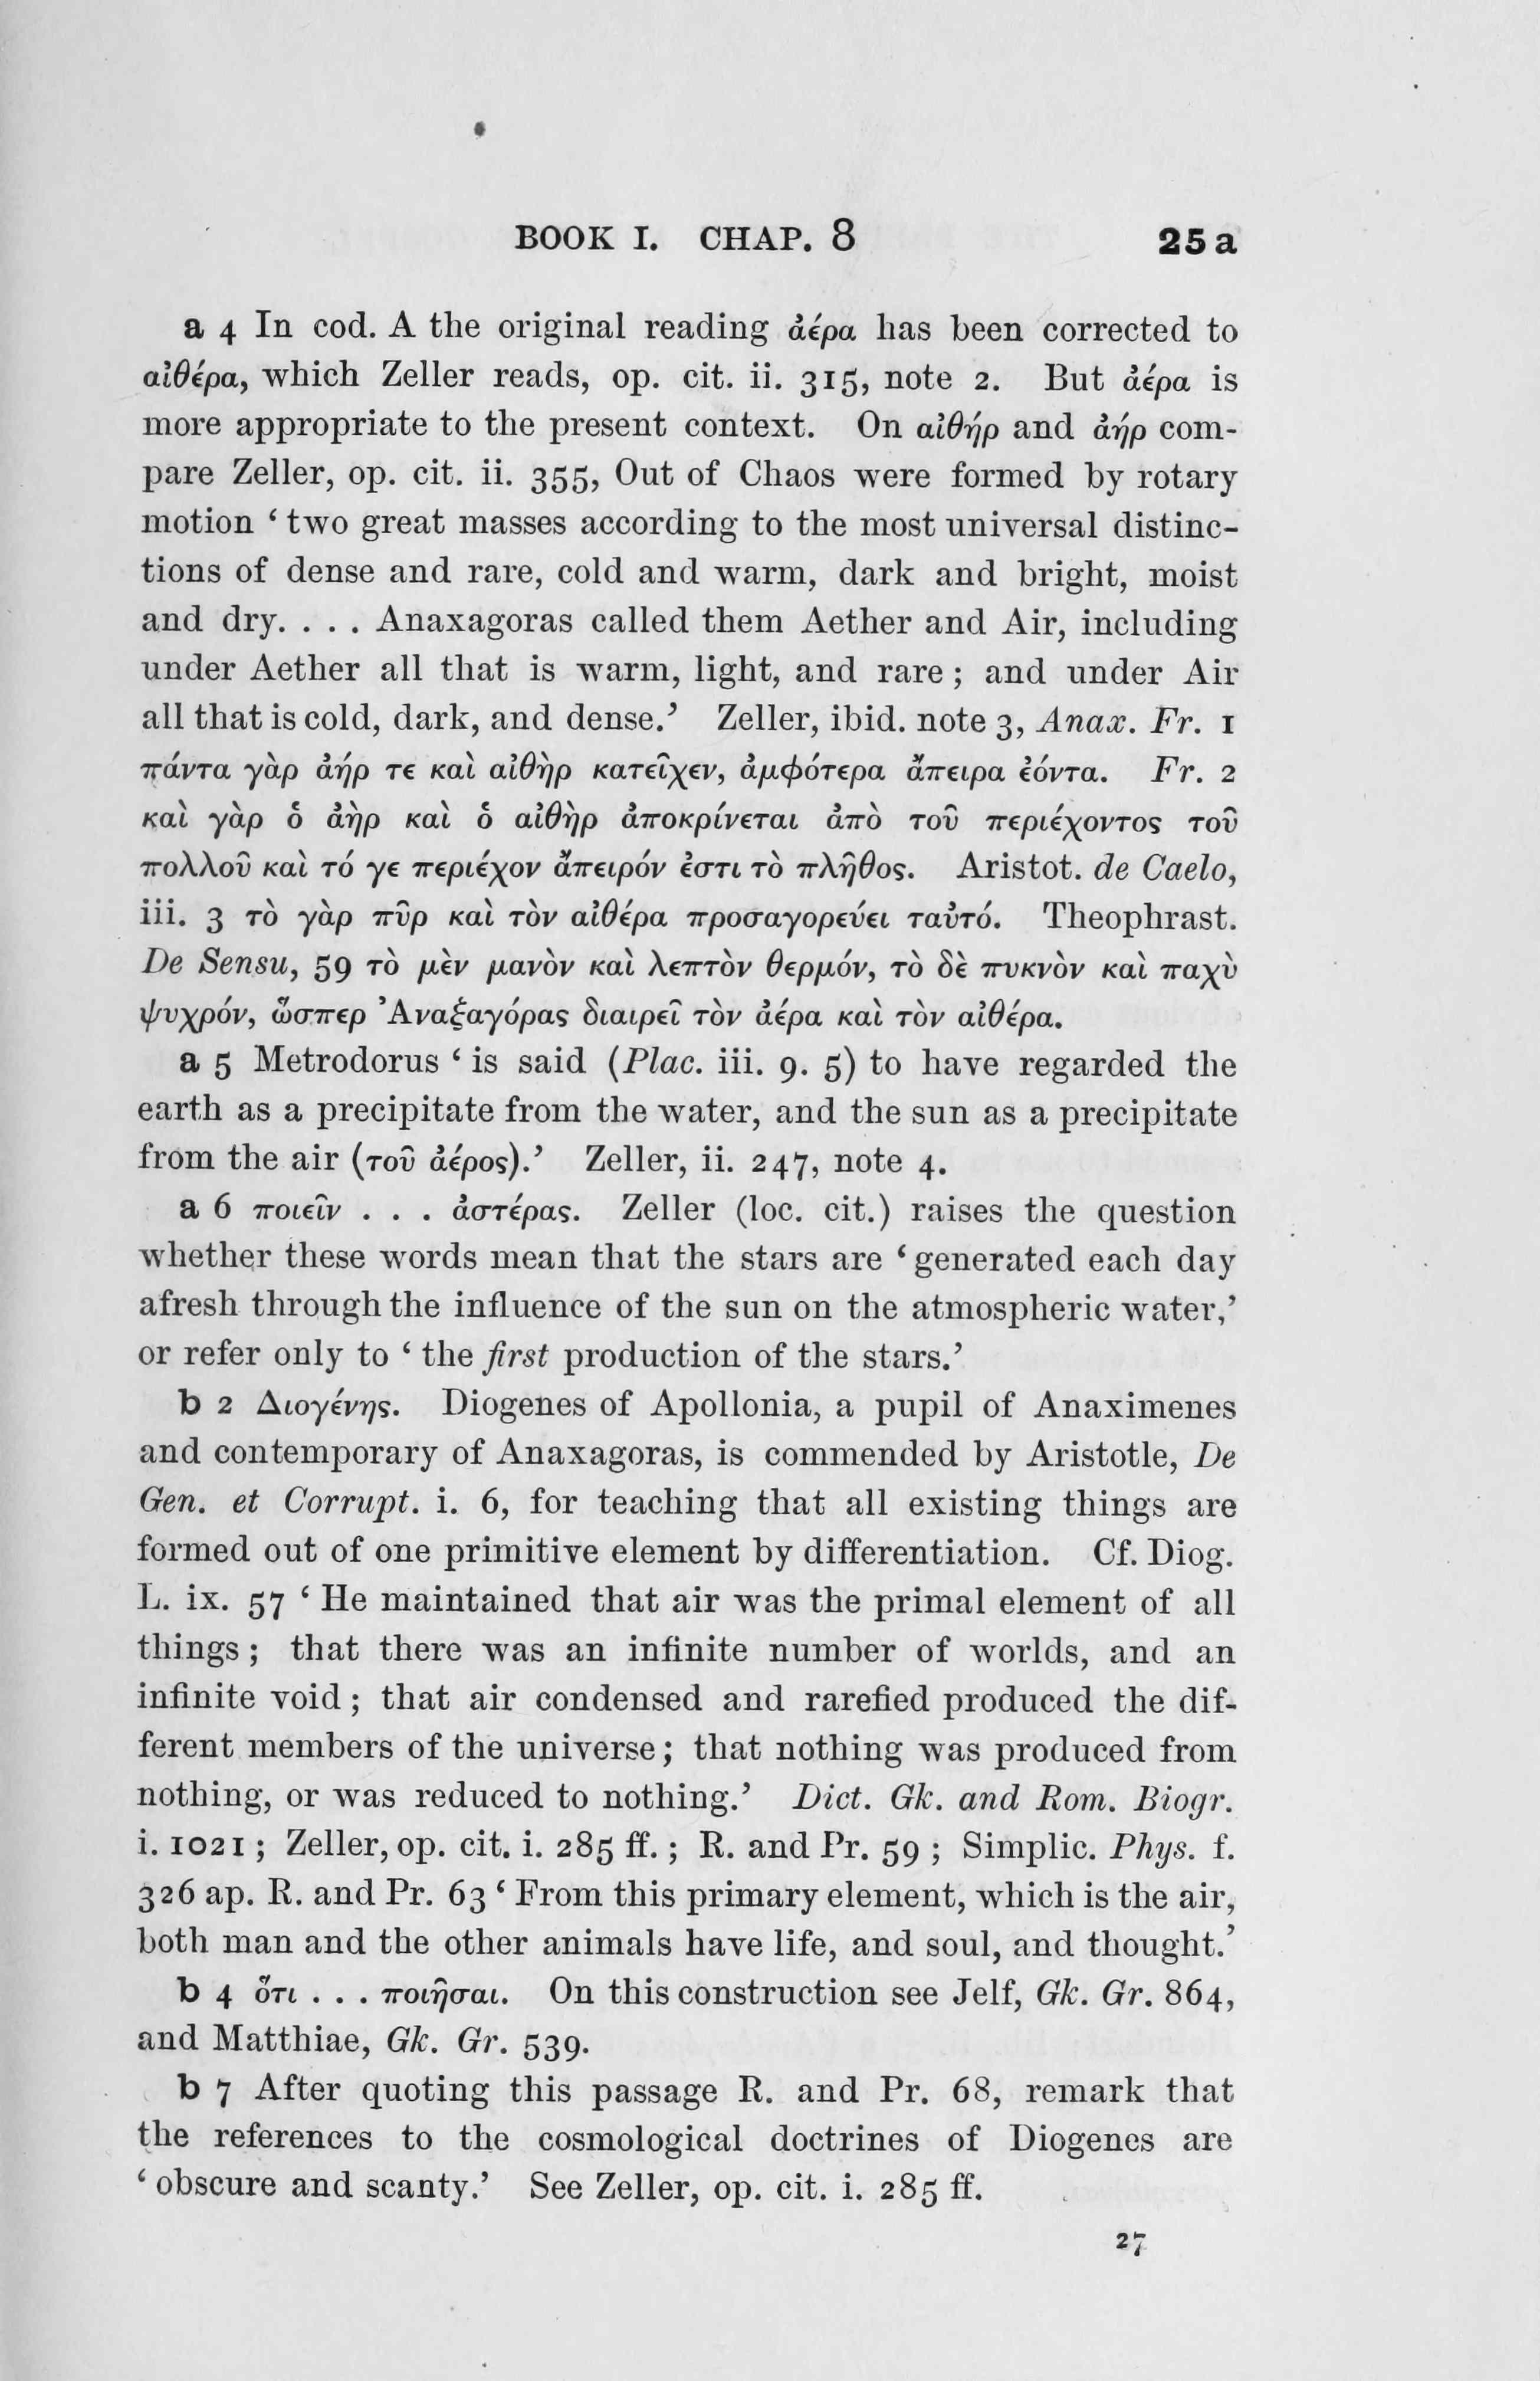 BOOK I. CHAP. 8 25 a
a 4 In cod. A the original reading ἀέρα has been corrected to
αἰθέρα, which Zeller reads, op. cit. ii. 315, note 2. But ἀέρα is
more appropriate to the present context. On αἰθήρ and ἀήρ com-
pare Zeller, op. cit. ii. 355, Out of Chaos were formed by rotary
motion ‘ two great masses according to the most universal distinc-
tions of dense and rare, cold and warm, dark and bright, moist
and dry. . . . Anaxagoras called them Aether and Air, including
under Aether all that is warm, light, and rare ; and under Air
all that is cold, dark, and dense.’ Zeller, ibid. note 3, Anax. Fr. 1
πάντα γὰρ ἀήρ τε καὶ αἰθὴρ κατεῖχεν, ἀμφότερα ἄπειρα ἐόντα. Fr. 2
καὶ γὰρ ὁ ἀὴρ καὶ ὁ αἰθὴρ ἀποκρίνεται ἀπὸ τοῦ περιέχοντος τοῦ
πολλοῦ καὶ τό γε περιέχον ἄπειρόν ἐστι τὸ πλῆθος. Aristot. de Caelo,
iii. 3 τὸ γὰρ πῦρ καὶ τὸν αἰθέρα προσαγορεύει ταὐτό. Theophrast.
De Sensu, 59 τὸ μὲν μανὸν καὶ λεπτὸν θερμόν, τὸ δὲ πυκνὸν καὶ παχὺ
ψυχρόν, ὥσπερ Ἀναξαγόρας διαιρεῖ τὸν ἀέρα καὶ τὸν αἰθέρα.
a 5 Metrodorus ‘ is said (Plac. iii. 9. 5) to have regarded the
earth as a precipitate from the water, and the sun as a precipitate
from the air (τοῦ ἀέρος).’ Zeller, ii. 247, note 4.
a 6 ποιεῖν . . . ἀστέρας. Zeller (loc. cit.) raises the question
whether these words mean that the stars are ‘ generated each day
afresh through the influence of the sun on the atmospheric water,’
or refer only to ‘ the first production of the stars.’
b 2 Διογένης. Diogenes of Apollonia, a pupil of Anaximenes
and contemporary of Anaxagoras, is commended by Aristotle, De
Gen. et Corrupt. i. 6, for teaching that all existing things are
formed out of one primitive element by differentiation. Cf. Diog.
L. ix. 57 ‘ He maintained that air was the primal element of all
things ; that there was an infinite number of worlds, and an
infinite void ; that air condensed and rarefied produced the dif-
ferent members of the universe ; that nothing was produced from
nothing, or was reduced to nothing.’ Dict. Gk. and Rom. Biogr.
i. 1021 ; Zeller, op. cit. i. 285 ff. ; R. and Pr. 59 ; Simplic. Phys. f.
326 ap. R. and Pr. 63 ‘ From this primary element, which is the air,
both man and the other animals have life, and soul, and thought.’
b 4 ὅτι . . . ποιῆσαι. On this construction see Jelf, Gk. Gr. 864,
and Matthiae, Gk. Gr. 539.
b 7 After quoting this passage R. and Pr. 68, remark that
the references to the cosmological doctrines of Diogenes are
‘ obscure and scanty.’ See Zeller, op. cit. i. 285 ff.
27